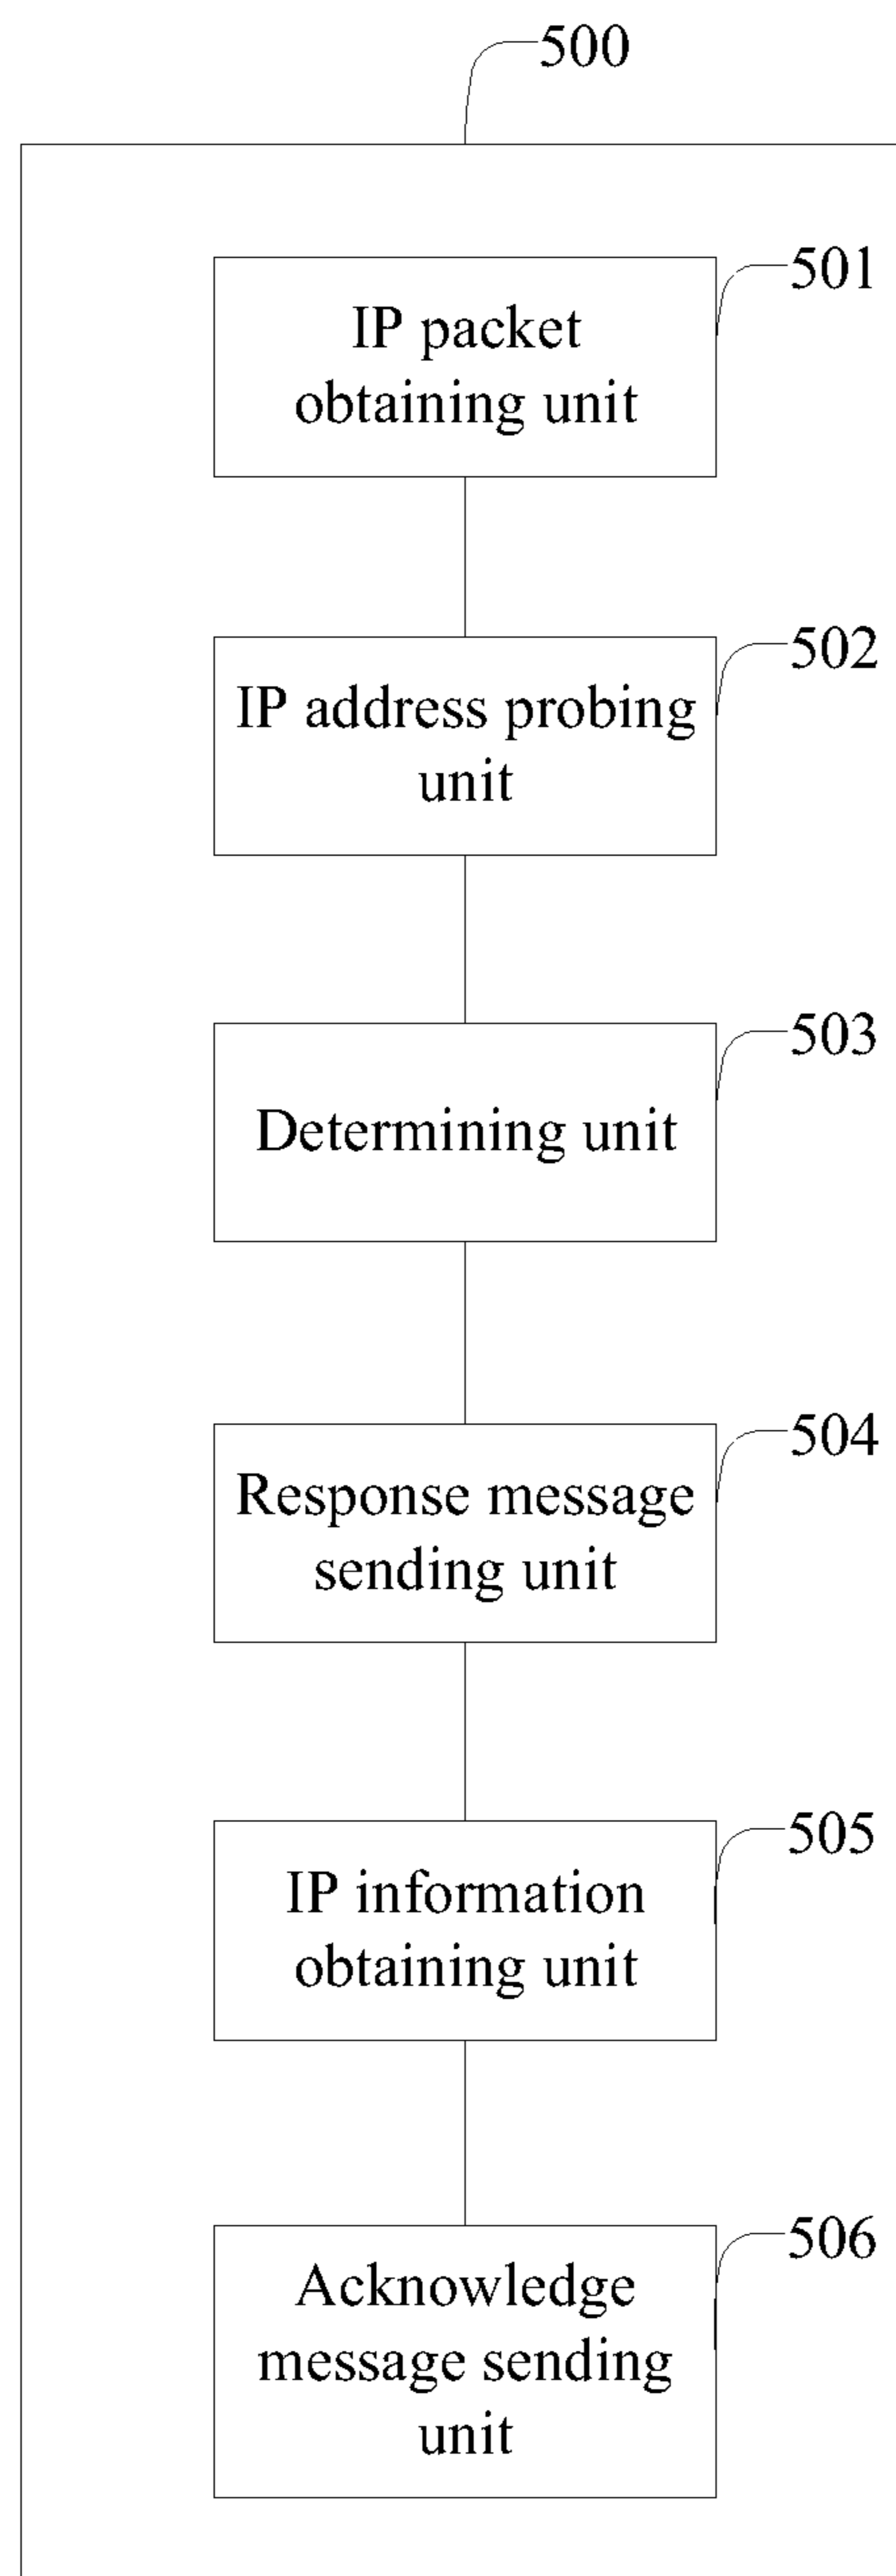 500
501
IP packet
obtaining unit
502
IP address probing
unit
503
Determining unit
504
Response message
sending unit
505
IP information
obtaining unit
506
Acknowledge
message sending
unit